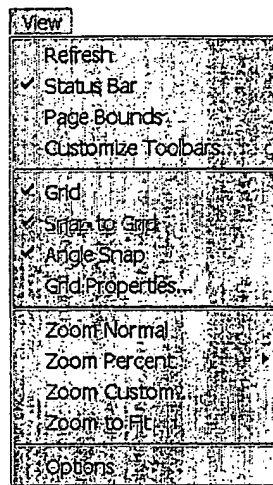 View
Refresh
Status Bar
Page Bounds
Customize Toolbars...
Grid
Snap to Grid
Angle Snap
Grid Properties...
Zoom Normal
Zoom Percent
Zoom Custom...
Zoom to Fit
Options